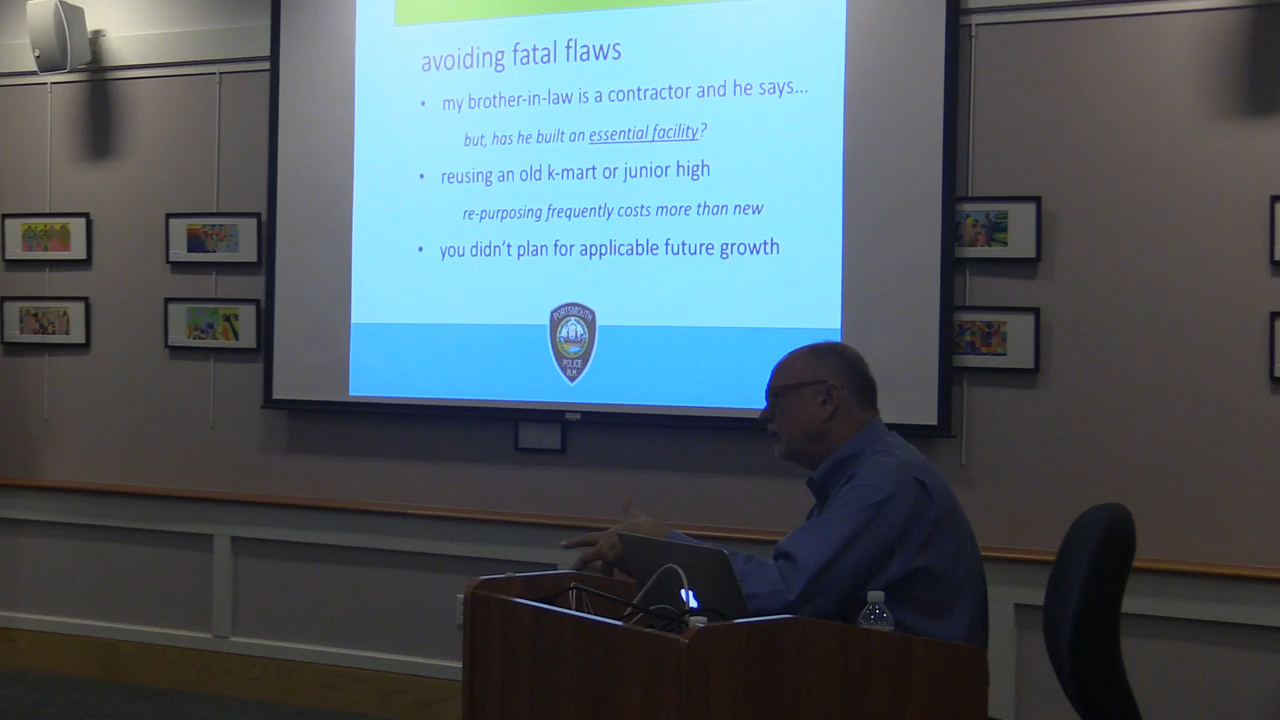 avoiding fatal flaws
• my brother-in-law is a contractor and he says...
but, has he built an essential facility?
• reusing an old k-mart or junior high
re-purposing frequently costs more than new
• you didn't plan for applicable future growth
PORTSMOUTH
POLICE
N.H.